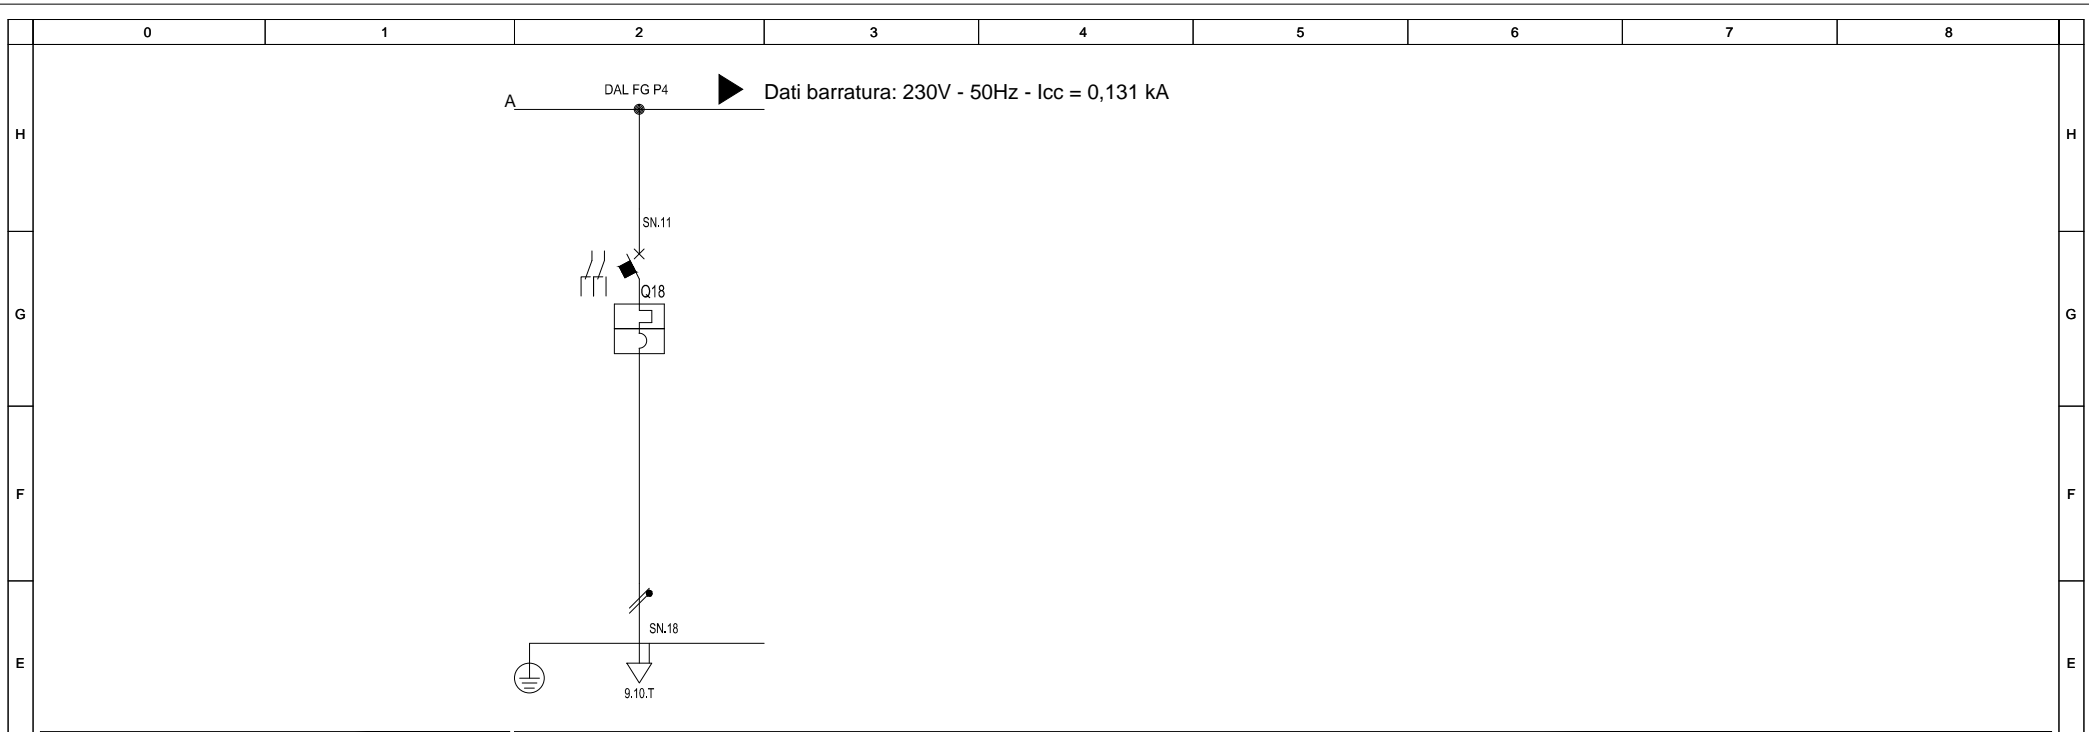 0 1 2 3 4 5 6 7 8
DAL FG P4
Dati barratura: 230V - 50Hz - Icc = 0,131 kA
A
H H
SN.11
Q18
G G
F F
SN.18
E E
9.10.T